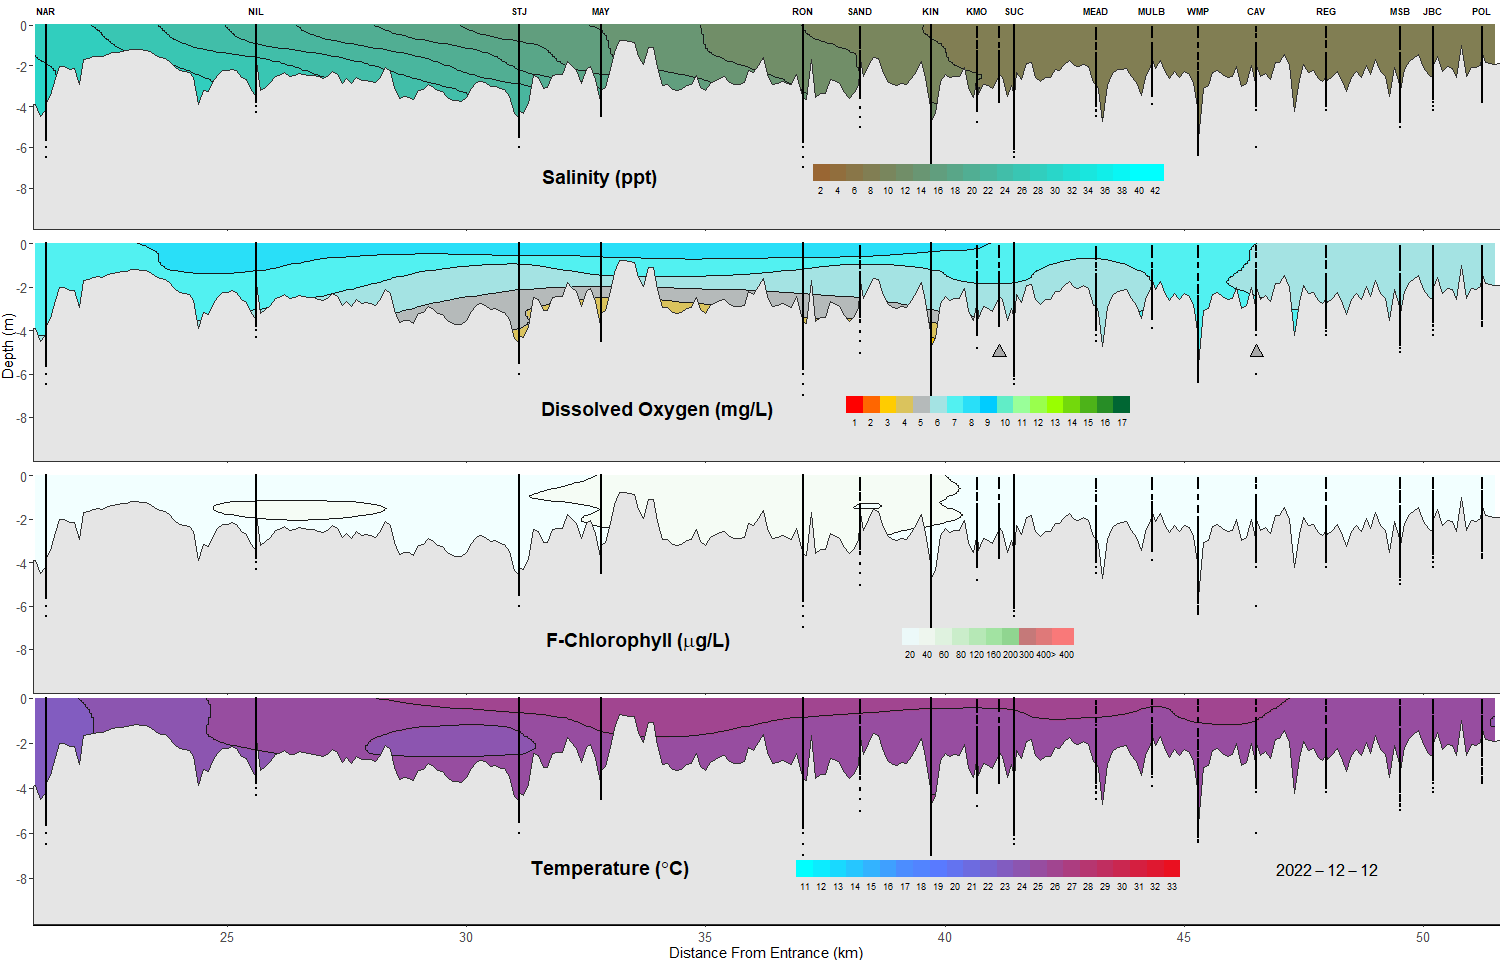 NAR NIL STJ MAY RON SAND KIN KMO SUC MEAD MULB WMP CAV REG MSB JBC POL
0
-2
-4
-6
-8
Salinity (ppt)
2 4 6 8 10 12 14 16 18 20 22 24 26 28 30 32 34 36 38 40 42
0
-2
-4
-6
-8
Depth (m)
Dissolved Oxygen (mg/L)
1 2 3 4 5 6 7 8 9 10 11 12 13 14 15 16 17
0
-2
-4
-6
-8
F-Chlorophyll (μg/L)
20 40 60 80 120 160 200 300 400 > 400
0
-2
-4
-6
-8
Temperature (°C)
11 12 13 14 15 16 17 18 19 20 21 22 23 24 25 26 27 28 29 30 31 32 33
2022 – 12 – 12
25 30 35 40 45 50
Distance From Entrance (km)